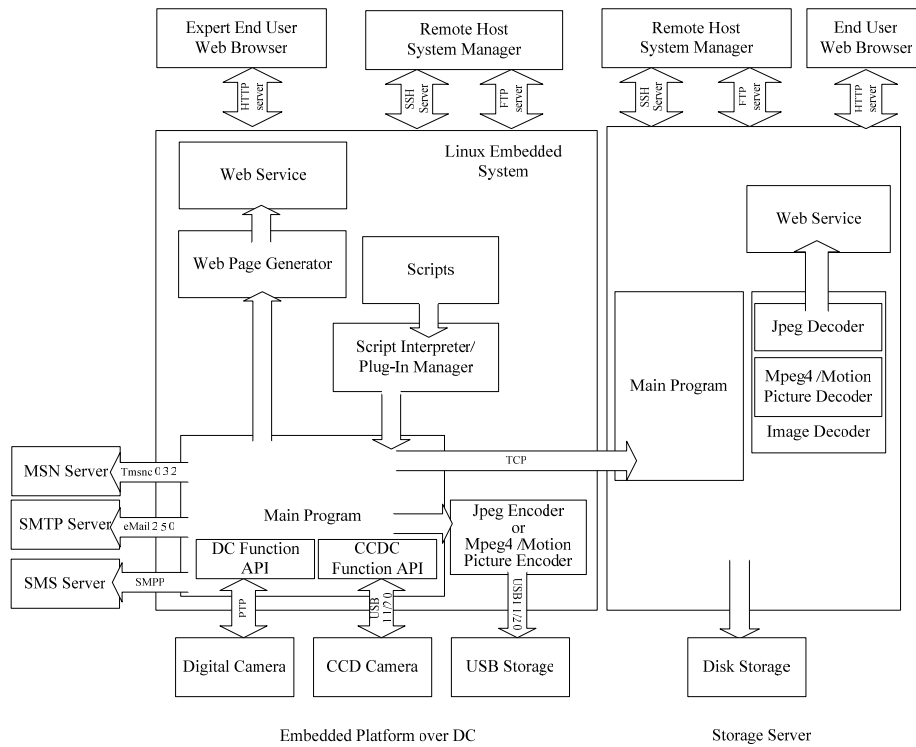 Expert End User
Web Browser
Remote Host
System Manager
Remote Host
System Manager
End User
Web Browser
HTTP
server
SSH
Server
FTP
server
SSH
Server
FTP
server
HTTP
server
Linux Embedded
System
Web Service
Web Service
Web Page Generator
Scripts
Script Interpreter/
Plug-In Manager
Jpeg Decoder
Mpeg4 /Motion
Picture Decoder
Image Decoder
Main Program
TCP
MSN Server
Tmsnc 0.3.2
SMTP Server
eMail 2.5.0
SMS Server
SMPP
Main Program
DC Function
API
CCDC
Function API
Jpeg Encoder
or
Mpeg4 /Motion
Picture Encoder
PTP
USB
1.1/2.0
USB1.1/2.0
Digital Camera
CCD Camera
USB Storage
Disk Storage
Embedded Platform over DC
Storage Server